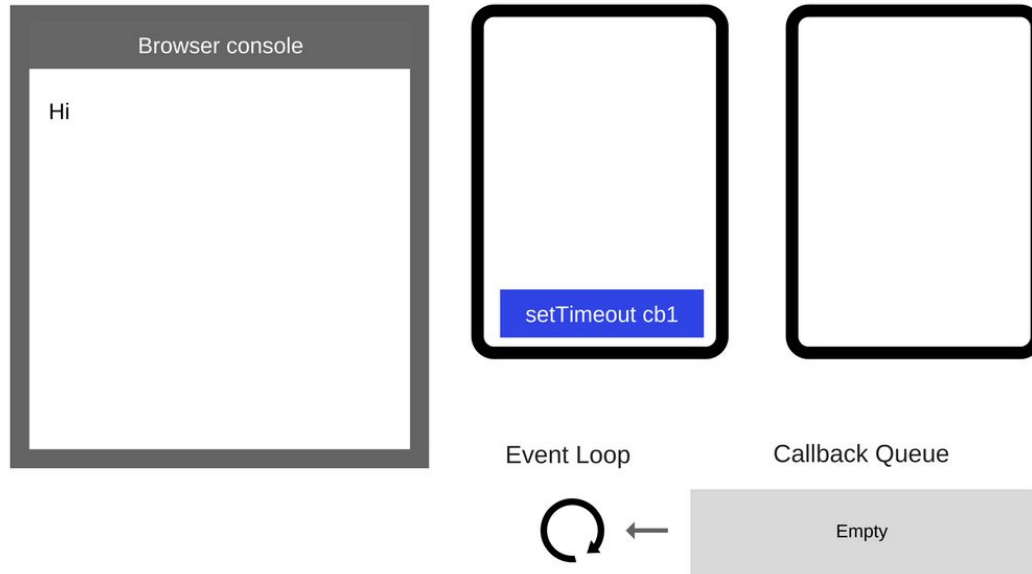 Browser console
Hi
setTimeout cb1
Event Loop
Callback Queue
Empty